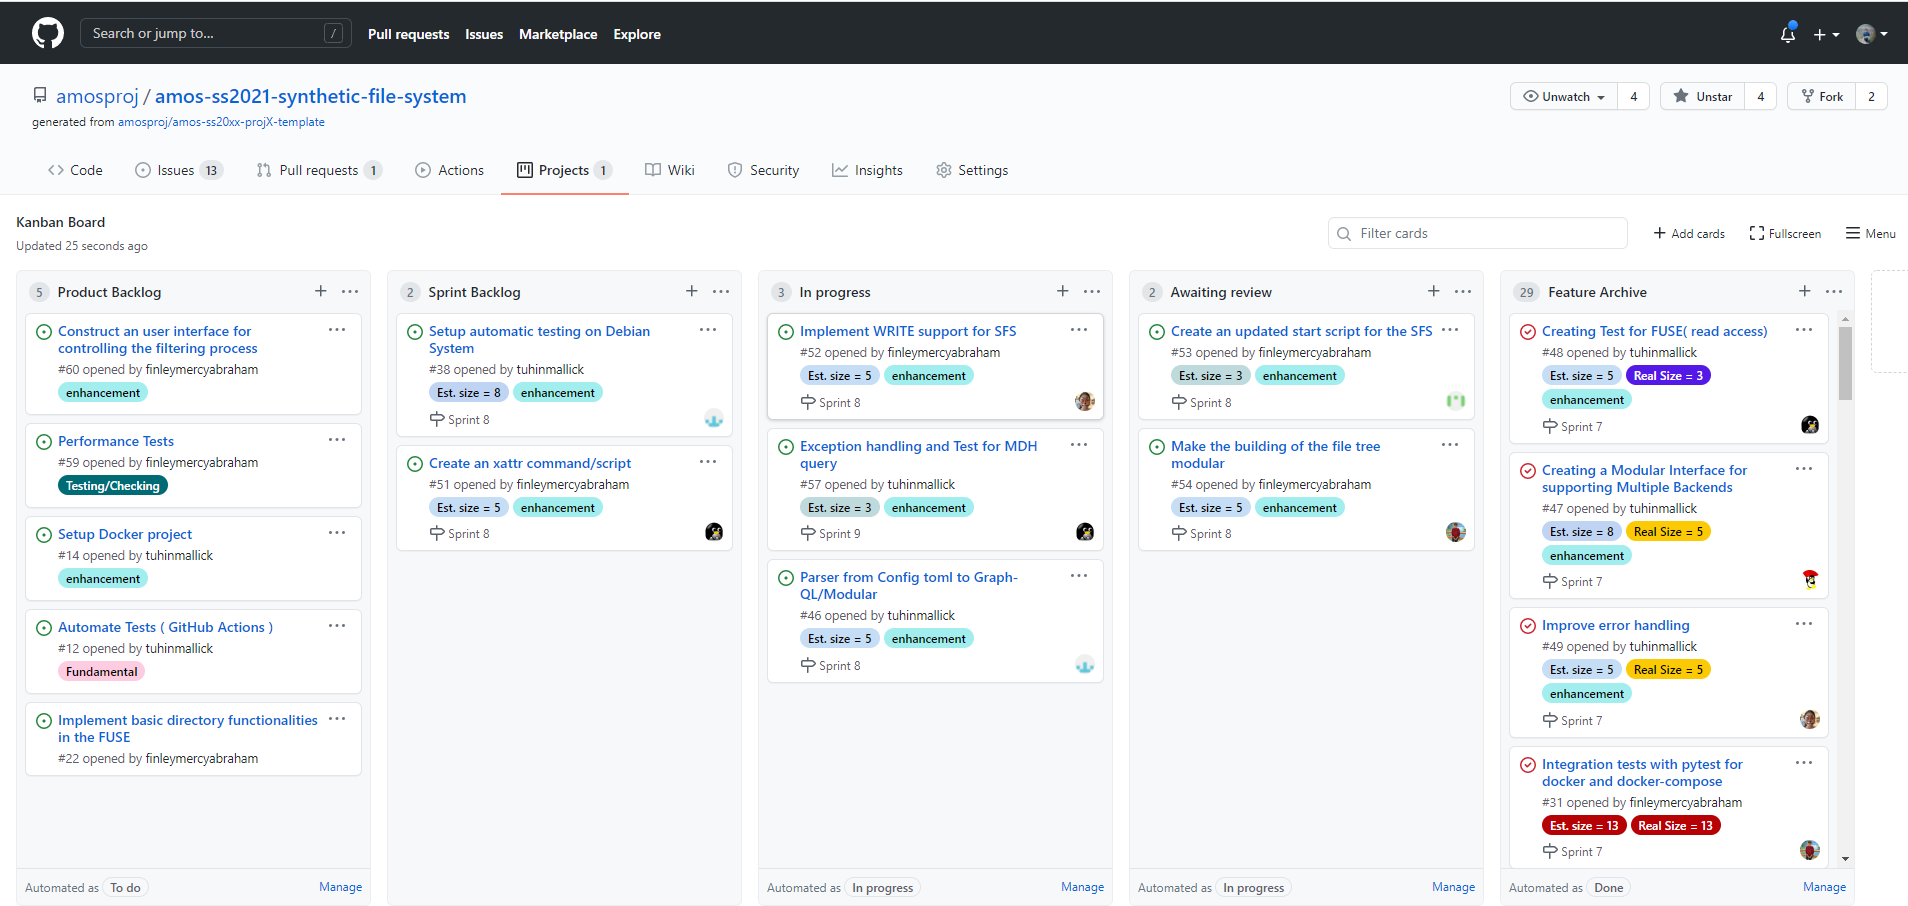 Search or jump to...
/
Pull requests
Issues
Marketplace
Explore
amosproj / amos-ss2021-synthetic-file-system
generated from amosproj/amos-ss20xx-projX-template
Unwatch 4
Unstar 4
Fork 2
Code
Issues 13
Pull requests 1
Actions
Projects 1
Wiki
Security
Insights
Settings
Kanban Board
Updated 25 seconds ago
Filter cards
+ Add cards
Fullscreen
Menu
5 Product Backlog + ...
Construct an user interface for
controlling the filtering process
#60 opened by finleymercyabraham
enhancement
Performance Tests
#59 opened by finleymercyabraham
Testing/Checking
Setup Docker project
#14 opened by tuhinmallick
enhancement
Automate Tests ( GitHub Actions )
#12 opened by tuhinmallick
Fundamental
Implement basic directory functionalities
in the FUSE
#22 opened by finleymercyabraham
Automated as To do
Manage
2 Sprint Backlog + ...
Setup automatic testing on Debian
System
#38 opened by tuhinmallick
Est. size = 8 enhancement
Sprint 8
Create an xattr command/script
#51 opened by finleymercyabraham
Est. size = 5 enhancement
Sprint 8
3 In progress + ...
Implement WRITE support for SFS
#52 opened by finleymercyabraham
Est. size = 5 enhancement
Sprint 8
Exception handling and Test for MDH
query
#57 opened by tuhinmallick
Est. size = 3 enhancement
Sprint 9
Parser from Config toml to Graph-
QL/Modular
#46 opened by tuhinmallick
Est. size = 5 enhancement
Sprint 8
Automated as In progress
Manage
2 Awaiting review + ...
Create an updated start script for the SFS
#53 opened by finleymercyabraham
Est. size = 3 enhancement
Sprint 8
Make the building of the file tree
modular
#54 opened by finleymercyabraham
Est. size = 5 enhancement
Sprint 8
Automated as In progress
Manage
29 Feature Archive + ...
Creating Test for FUSE( read access)
#48 opened by tuhinmallick
Est. size = 5 Real Size = 3
enhancement
Sprint 7
Creating a Modular Interface for
supporting Multiple Backends
#47 opened by tuhinmallick
Est. size = 8 Real Size = 5
enhancement
Sprint 7
Improve error handling
#49 opened by tuhinmallick
Est. size = 5 Real Size = 5
enhancement
Sprint 7
Integration tests with pytest for
docker and docker-compose
#31 opened by finleymercyabraham
Est. size = 13 Real Size = 13
Sprint 7
Automated as Done
Manage